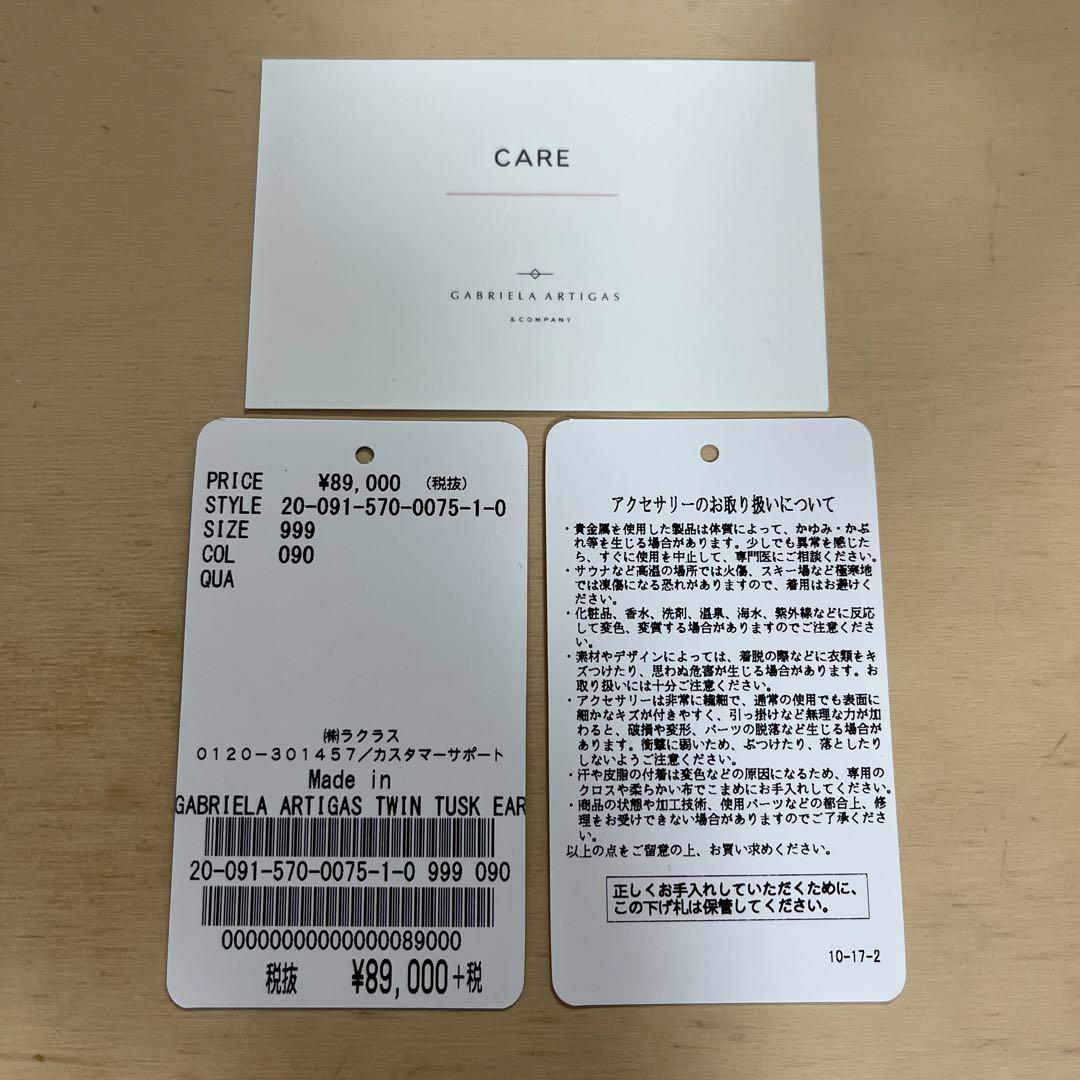 CARE
GABRIELA ARTIGAS
& COMPANY
PRICE ¥89,000 (税抜)
STYLE 20-091-570-0075-1-0
SIZE 999
COL 090
QUA
㈱ラクラス
0120-301457/カスタマーサポート
Made in
GABRIELA ARTIGAS TWIN TUSK EAR
20-091-570-0075-1-0 999 090
00000000000000089000
税抜 ¥89,000+税
アクセサリーのお取り扱いについて
・貴金属を使用した製品は体質によって、かゆみ・かぶ
れ等を生じる場合があります。少しでも異常を感じた
ら、すぐに使用を中止して、専門医にご相談ください。
・サウナなど高温の場所では火傷、スキー場など極寒地
では凍傷になる恐れがありますので、着用はお避けく
ださい。
・化粧品、香水、洗剤、温泉、海水、紫外線などに反応
して変色、変質する場合がありますのでご注意くださ
い。
・素材やデザインによっては、着脱の際などに衣類をキ
ズつけたり、思わぬ危害が生じる場合があります。お
取り扱いには十分ご注意ください。
・アクセサリーは非常に繊細で、通常の使用でも表面に
細かなキズが付きやすく、引っ掛けなど無理な力が加
わると、破損や変形、パーツの脱落など生じる場合が
あります。衝撃に弱いため、ぶつけたり、落としたり
しないようご注意ください。
・汗や皮脂の付着は変色などの原因になるため、専用の
クロスや柔らかい布でこまめにお手入れしてください。
・商品の状態や加工技術、使用パーツなどの都合上、修
理をお受けできない場合がありますのでご了承くださ
い。
以上の点をご留意の上、お買い求めください。
正しくお手入れしていただくために、
この下げ札は保管してください。
10-17-2